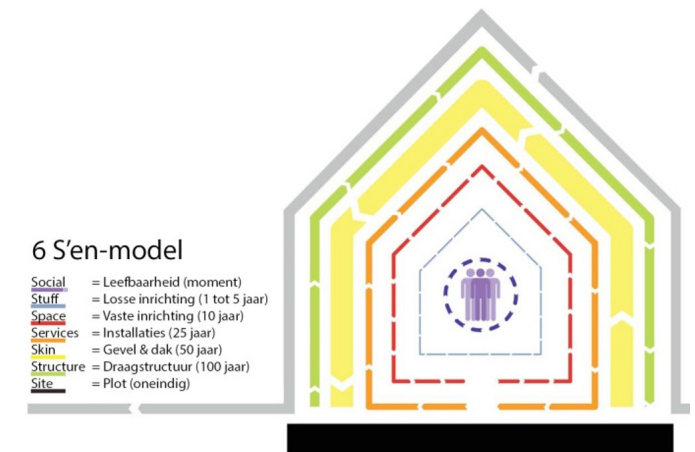 6 S'en-model
Social = Leefbaarheid (moment)
Stuff = Losse inrichting (1 tot 5 jaar)
Space = Vaste inrichting (10 jaar)
Services = Installaties (25 jaar)
Skin = Gevel & dak (50 jaar)
Structure = Draagstructuur (100 jaar)
Site = Plot (oneindig)